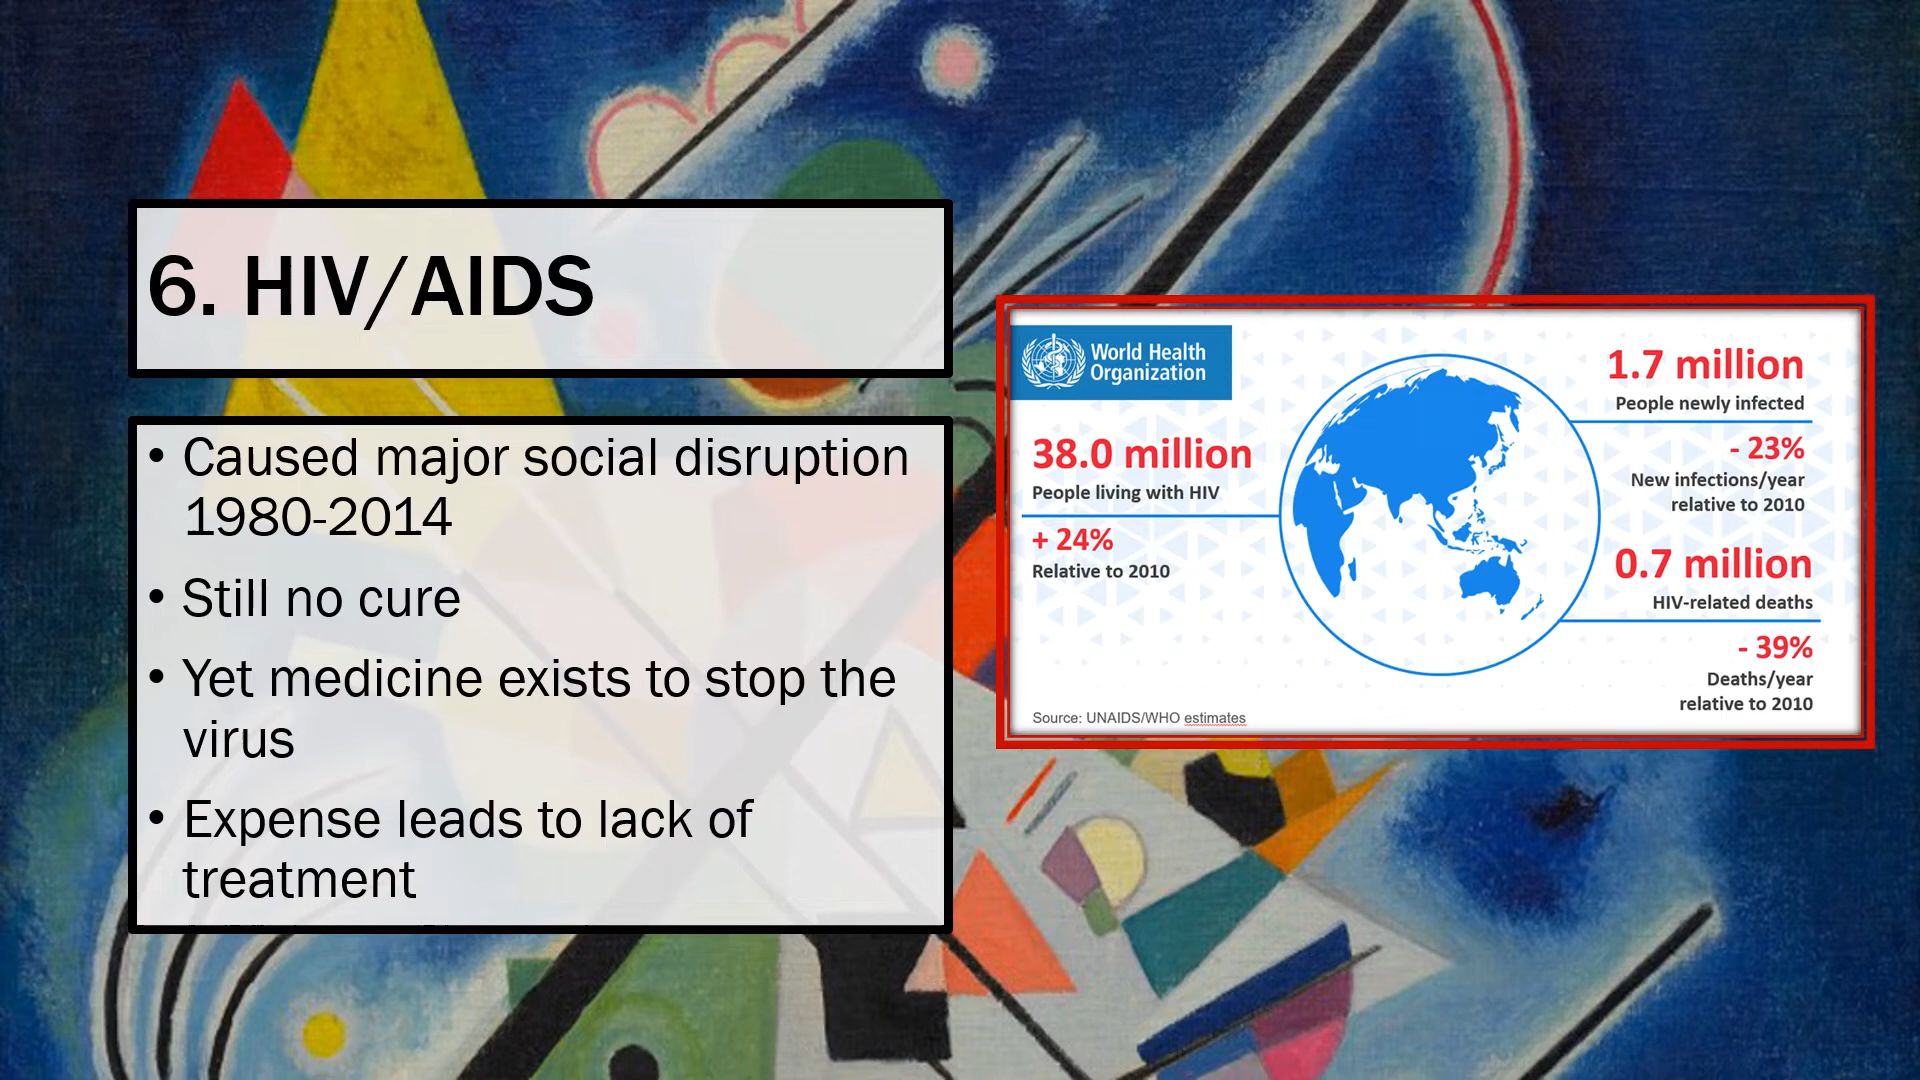 6. HIV/AIDS
• Caused major social disruption
1980-2014
• Still no cure
• Yet medicine exists to stop the
virus
• Expense leads to lack of
treatment
World Health
Organization
38.0 million
People living with HIV
+ 24%
Relative to 2010
1.7 million
People newly infected
- 23%
New infections/year
relative to 2010
0.7 million
HIV-related deaths
- 39%
Deaths/year
relative to 2010
Source: UNAIDS/WHO estimates